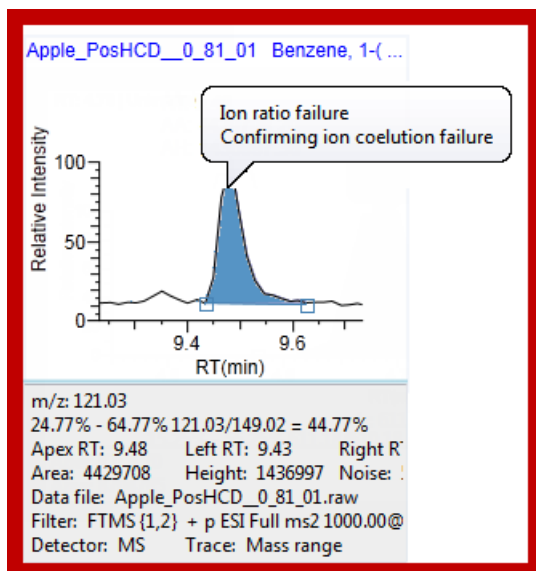 Apple_PosHCD__0_81_01 Benzene, 1-( ...
Ion ratio failure
Confirming ion coelution failure
Relative Intensity
100
50
0
9.4 9.6
RT(min)
m/z: 121.03
24.77% - 64.77% 121.03/149.02 = 44.77%
Apex RT: 9.48 Left RT: 9.43 Right R
Area: 4429708 Height: 1436997 Noise:
Data file: Apple_PosHCD__0_81_01.raw
Filter: FTMS {1,2} + p ESI Full ms2 1000.00@
Detector: MS Trace: Mass range